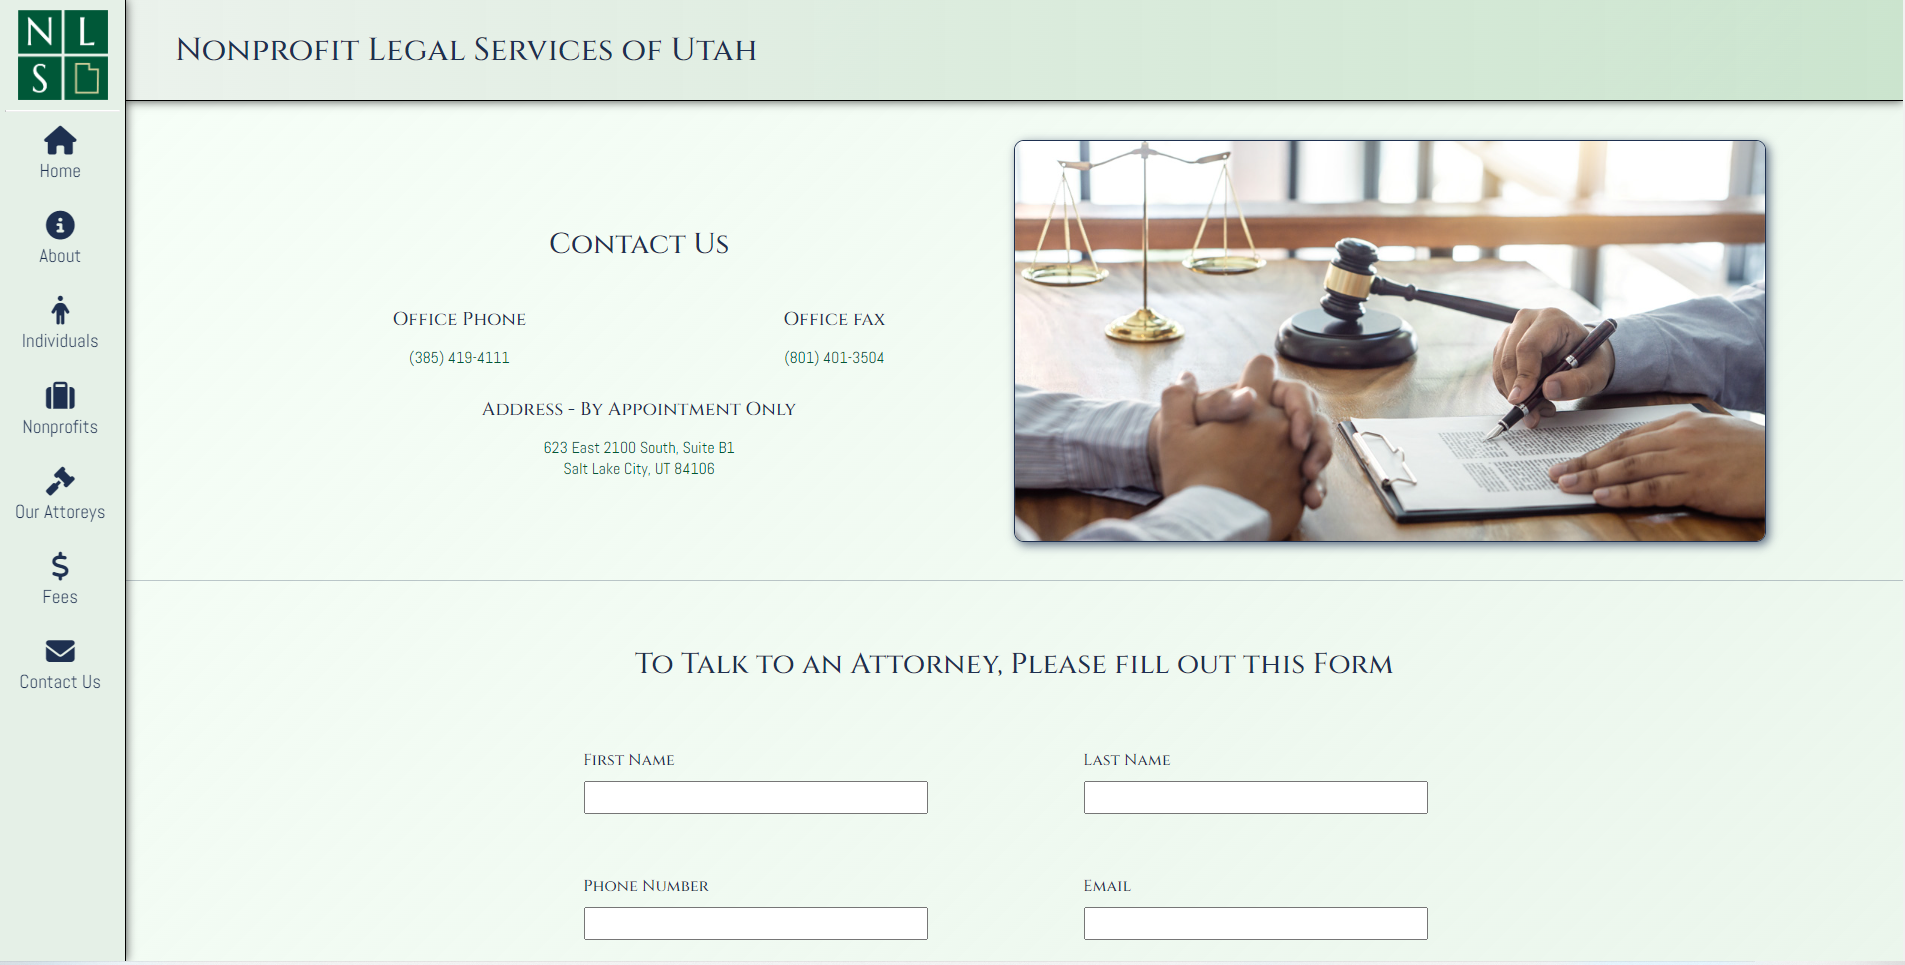 N L
S
Nonprofit Legal Services of Utah
Home
About
Individuals
Nonprofits
Our Attoreys
Fees
Contact Us
Contact Us
Office Phone
(385) 419-4111
Office fax
(801) 401-3504
Address - By Appointment Only
623 East 2100 South, Suite B1
Salt Lake City, UT 84106
To Talk to an Attorney, Please fill out this Form
First Name
Last Name
Phone Number
Email